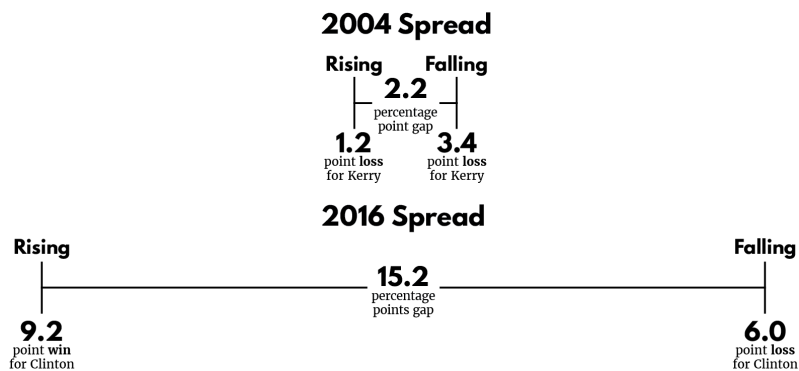 2004 Spread
Rising Falling
2.2
percentage
point gap
1.2 3.4
point loss point loss
for Kerry for Kerry
2016 Spread
Rising Falling
15.2
percentage
points gap
9.2 6.0
point win point loss
for Clinton for Clinton